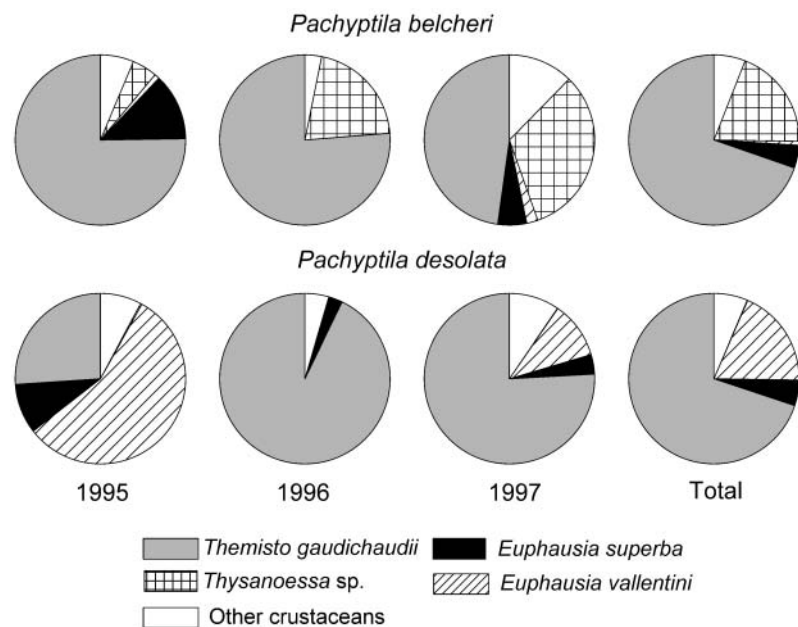 Pachyptila belcheri
Pachyptila desolata
1995 1996 1997 Total
Themisto gaudichaudii Euphausia superba
Thysanoessa sp. Euphausia vallentini
Other crustaceans